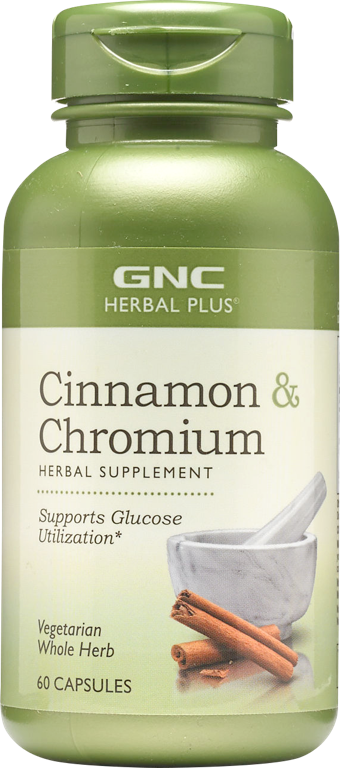 GNC
HERBAL PLUS®
Cinnamon &
Chromium
HERBAL SUPPLEMENT
Supports Glucose
Utilization*
Vegetarian
Whole Herb
60 CAPSULES